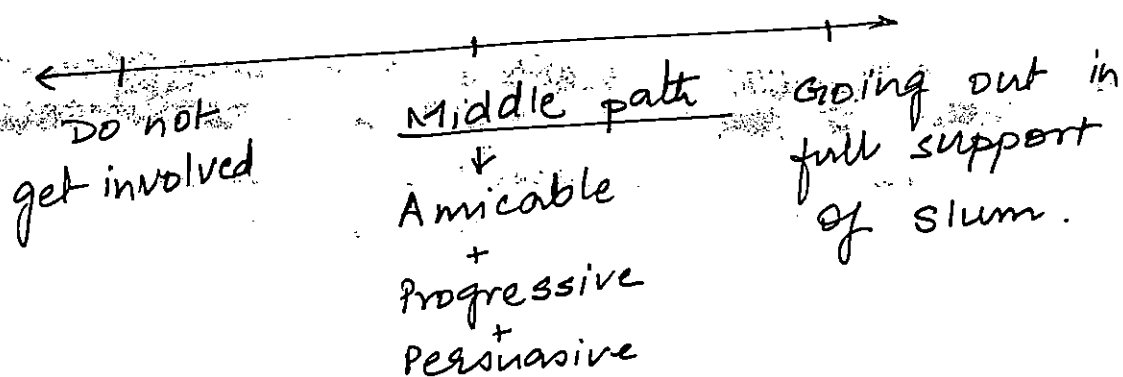 Do not
get involved
Middle path
↓
Amicable
+
Progressive
+
Persuasive
Going out in
full support
of slum.